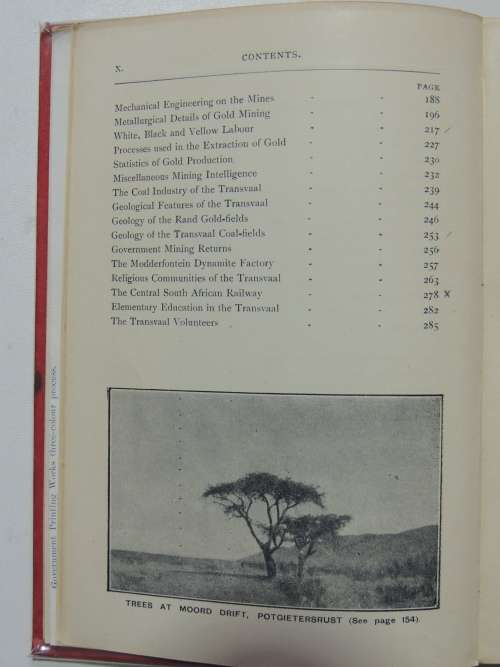 X.
CONTENTS.
PAGE
Mechanical Engineering on the Mines - - 188
Metallurgical Details of Gold Mining - - 196
White, Black and Yellow Labour - - 217 /
Processes used in the Extraction of Gold - - 227
Statistics of Gold Production - - 230
Miscellaneous Mining Intelligence - - 232
The Coal Industry of the Transvaal - - 239
Geological Features of the Transvaal - - 244
Geology of the Rand Gold-fields - - 246
Geology of the Transvaal Coal-fields - - 253 /
Government Mining Returns - - 256
The Modderfontein Dynamite Factory - - 257
Religious Communities of the Transvaal - - 263
The Central South African Railway - - 278 X
Elementary Education in the Transvaal - - 282
The Transvaal Volunteers - - 285
TREES AT MOORD DRIFT, POTGIETERSRUST (See page 154).
Government Printing Works three-colour process.